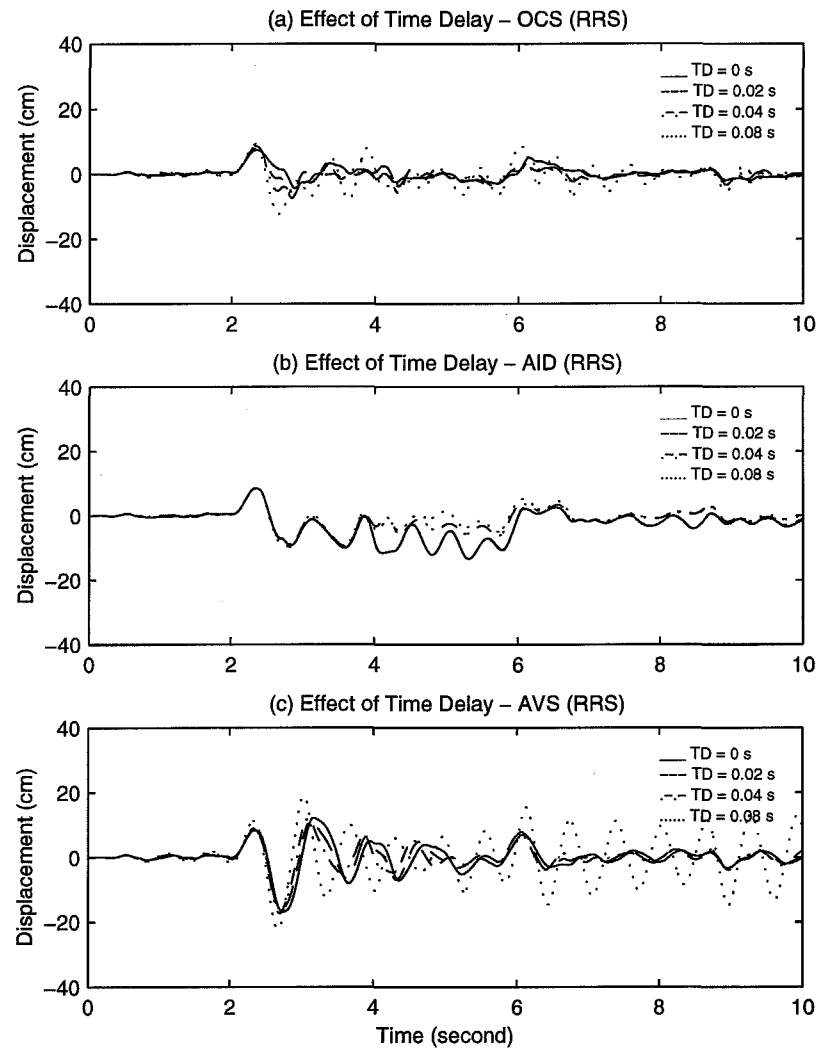 (a) Effect of Time Delay – OCS (RRS)
40
20
0
−20
−40
Displacement (cm)
TD = 0 s
TD = 0.02 s
TD = 0.04 s
TD = 0.08 s
0 2 4 6 8 10
(b) Effect of Time Delay – AID (RRS)
40
20
0
−20
−40
Displacement (cm)
TD = 0 s
TD = 0.02 s
TD = 0.04 s
TD = 0.08 s
0 2 4 6 8 10
(c) Effect of Time Delay – AVS (RRS)
40
20
0
−20
−40
Displacement (cm)
TD = 0 s
TD = 0.02 s
TD = 0.04 s
TD = 0.08 s
0 2 4 6 8 10
Time (second)